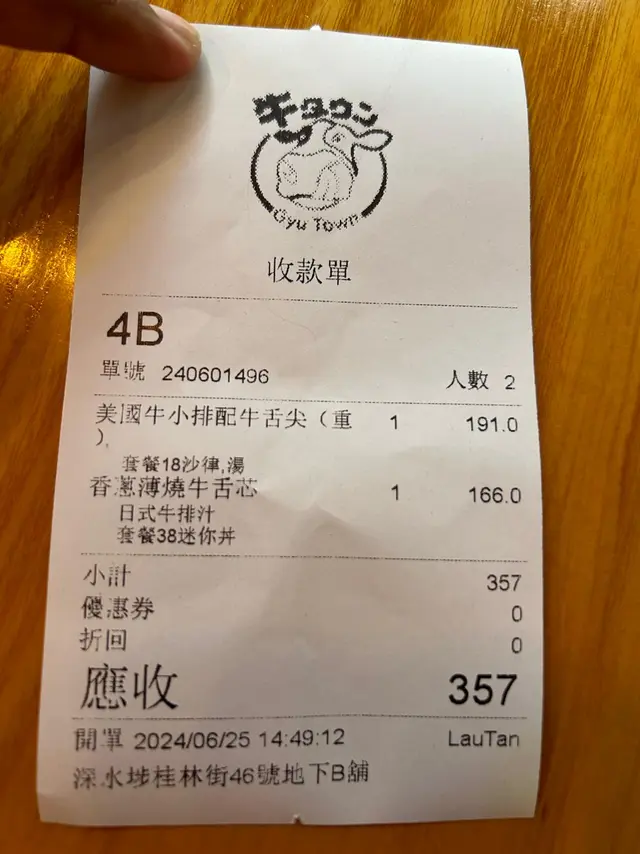 牛タウン
Gyu Town
收款單
4B
單號 240601496 人數 2
美國牛小排配牛舌尖（重 1 191.0
),
套餐18沙律,湯
香蔥薄燒牛舌芯 1 166.0
日式牛排汁
套餐38迷你丼
小計 357
優惠券 0
折回 0
應收 357
開單 2024/06/25 14:49:12 LauTan
深水埗桂林街46號地下B舖